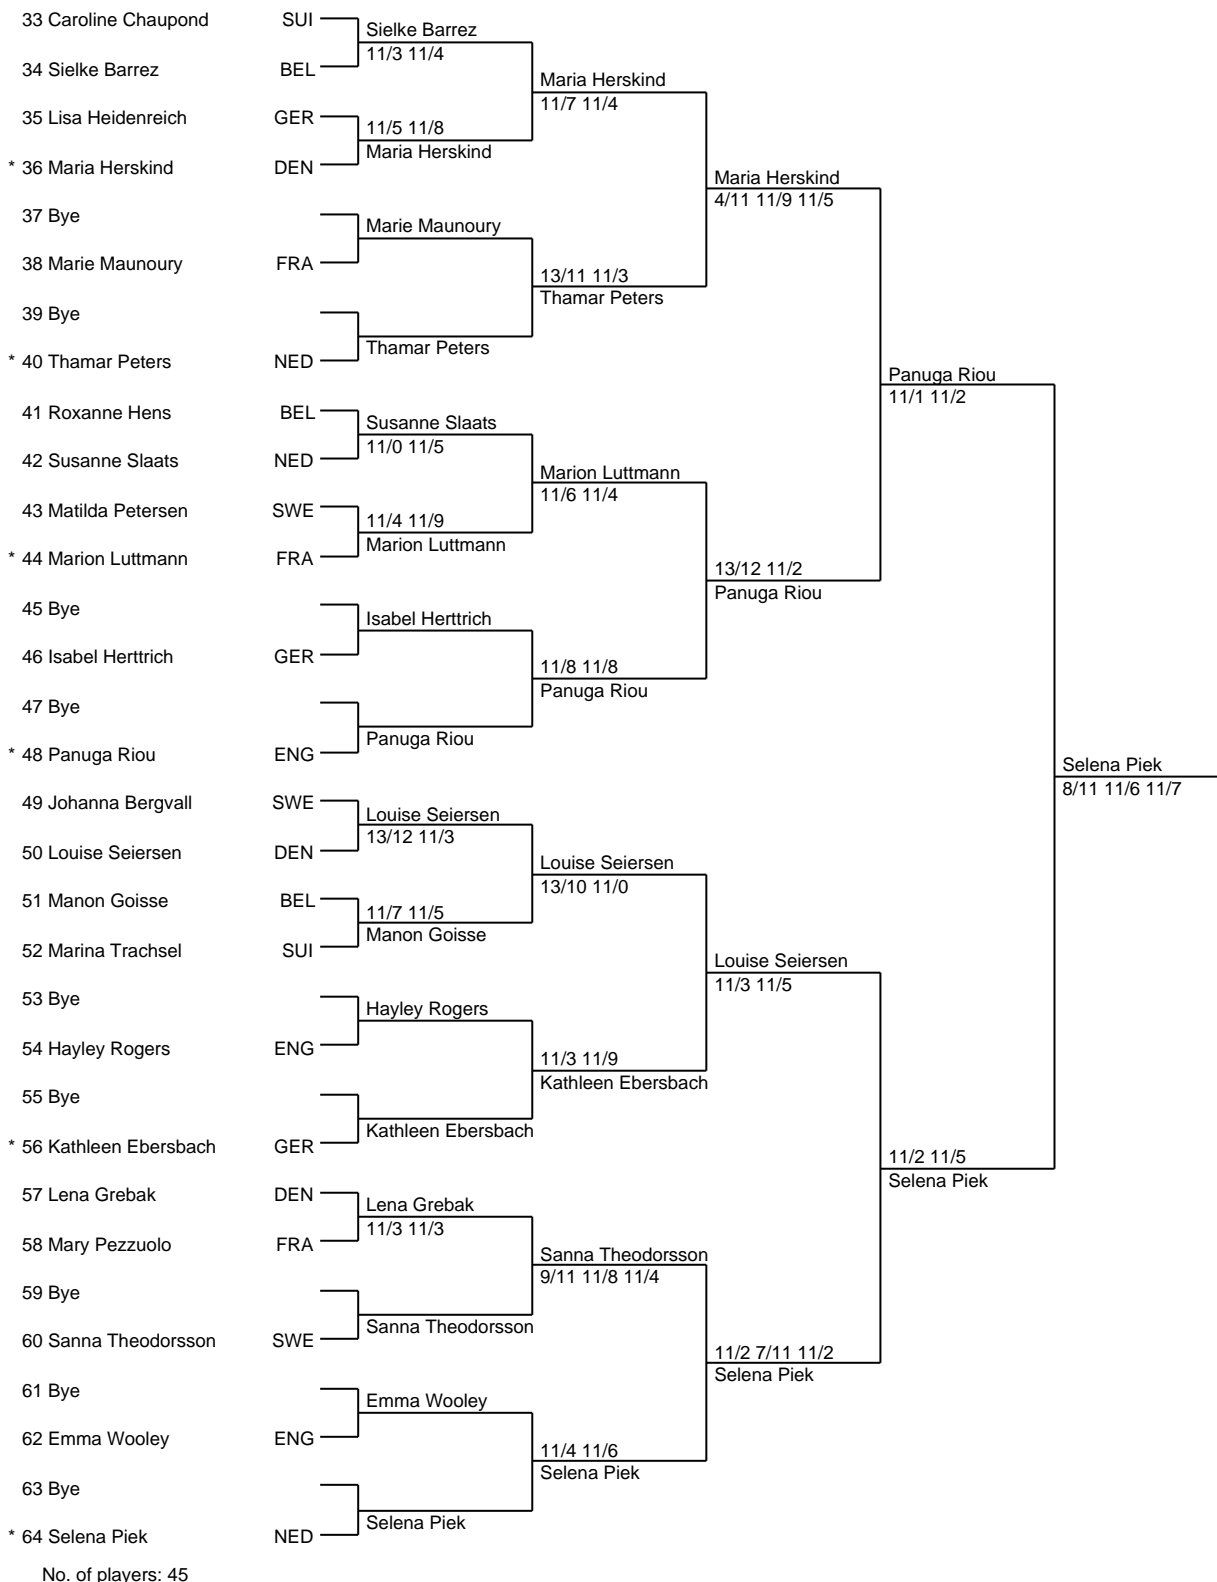 33 Caroline Chaupond SUI
Sielke Barrez
11/3 11/4
34 Sielke Barrez BEL
Maria Herskind
11/7 11/4
35 Lisa Heidenreich GER
11/5 11/8
Maria Herskind
* 36 Maria Herskind DEN
Maria Herskind
4/11 11/9 11/5
37 Bye
Marie Maunoury
38 Marie Maunoury FRA
13/11 11/3
Thamar Peters
39 Bye
Thamar Peters
* 40 Thamar Peters NED
Panuga Riou
11/1 11/2
41 Roxanne Hens BEL
Susanne Slaats
11/0 11/5
42 Susanne Slaats NED
Marion Luttmann
11/6 11/4
43 Matilda Petersen SWE
11/4 11/9
Marion Luttmann
* 44 Marion Luttmann FRA
13/12 11/2
Panuga Riou
45 Bye
Isabel Herttrich
46 Isabel Herttrich GER
11/8 11/8
Panuga Riou
47 Bye
Panuga Riou
* 48 Panuga Riou ENG
Selena Piek
8/11 11/6 11/7
49 Johanna Bergvall SWE
Louise Seiersen
13/12 11/3
50 Louise Seiersen DEN
Louise Seiersen
13/10 11/0
51 Manon Goisse BEL
11/7 11/5
Manon Goisse
52 Marina Trachsel SUI
Louise Seiersen
11/3 11/5
53 Bye
Hayley Rogers
54 Hayley Rogers ENG
11/3 11/9
Kathleen Ebersbach
55 Bye
Kathleen Ebersbach
* 56 Kathleen Ebersbach GER
11/2 11/5
Selena Piek
57 Lena Grebak DEN
Lena Grebak
11/3 11/3
58 Mary Pezzuolo FRA
Sanna Theodorsson
9/11 11/8 11/4
59 Bye
Sanna Theodorsson
60 Sanna Theodorsson SWE
11/2 7/11 11/2
Selena Piek
61 Bye
Emma Wooley
62 Emma Wooley ENG
11/4 11/6
Selena Piek
63 Bye
Selena Piek
* 64 Selena Piek NED
No. of players: 45